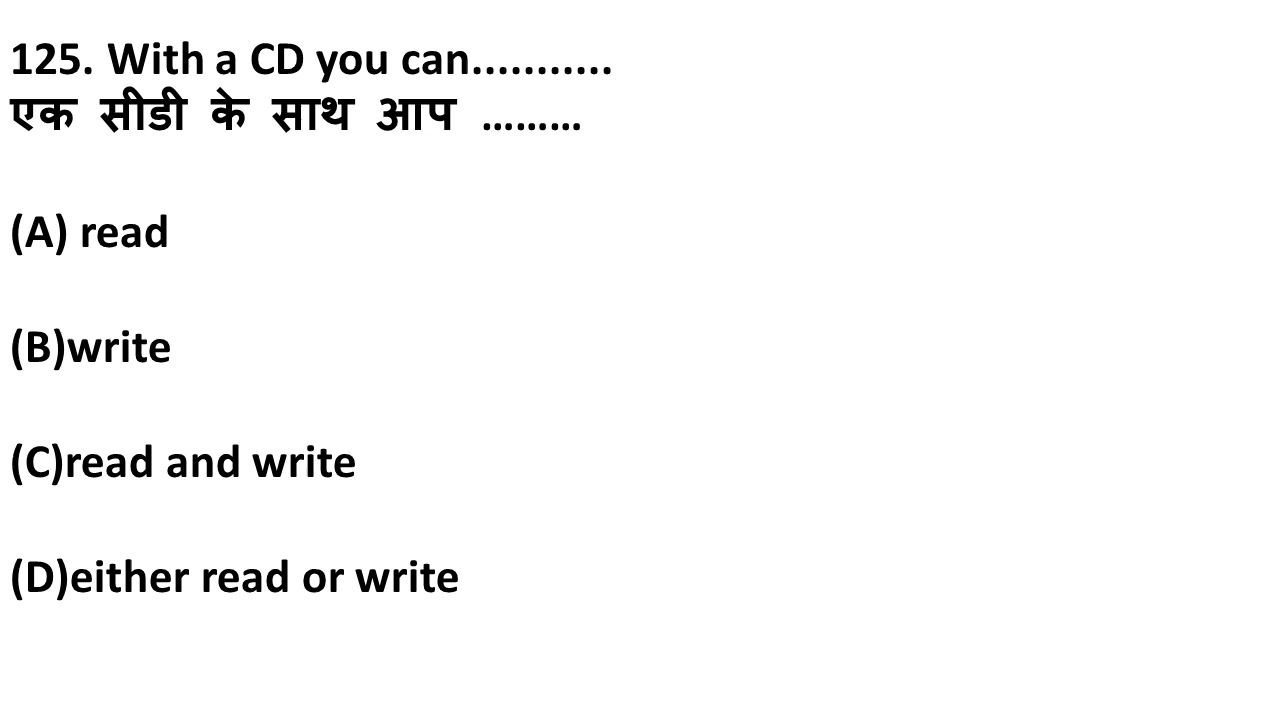 125. With a CD you can...........
एक सीडी के साथ आप ………
(A) read
(B)write
(C)read and write
(D)either read or write